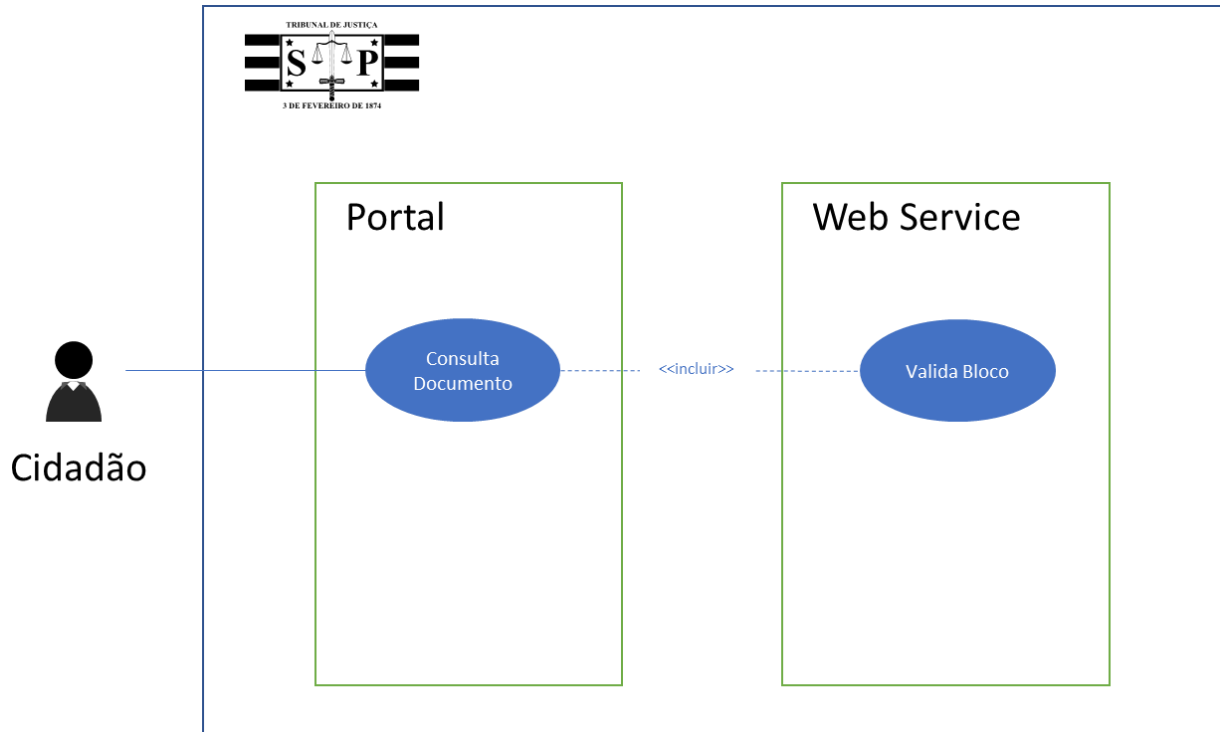 TRIBUNAL DE JUSTIÇA
S P
3 DE FEVEREIRO DE 1874
Portal
Web Service
Consulta
Documento
<<incluir>>
Valida Bloco
Cidadão